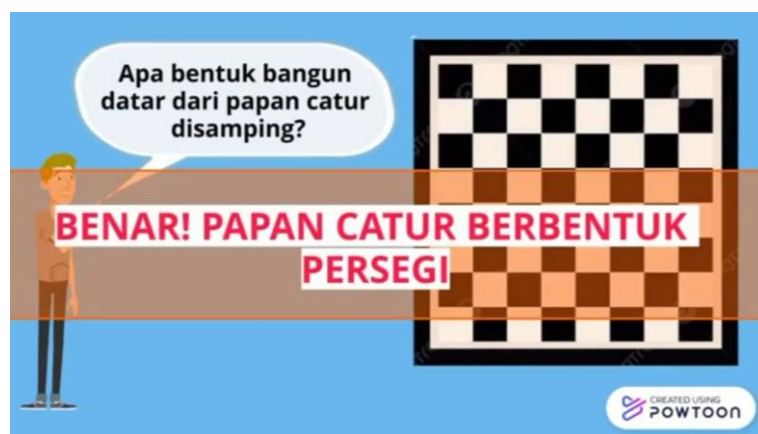 Apa bentuk bangun
datar dari papan catur
disamping?
BENAR! PAPAN CATUR BERBENTUK
PERSEGI
CREATED USING
POWTOON